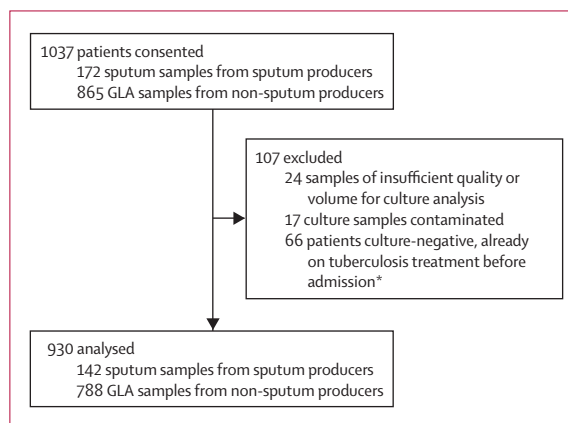 1037 patients consented
172 sputum samples from sputum producers
865 GLA samples from non-sputum producers
107 excluded
24 samples of insufficient quality or
volume for culture analysis
17 culture samples contaminated
66 patients culture-negative, already
on tuberculosis treatment before
admission*
930 analysed
142 sputum samples from sputum producers
788 GLA samples from non-sputum producers